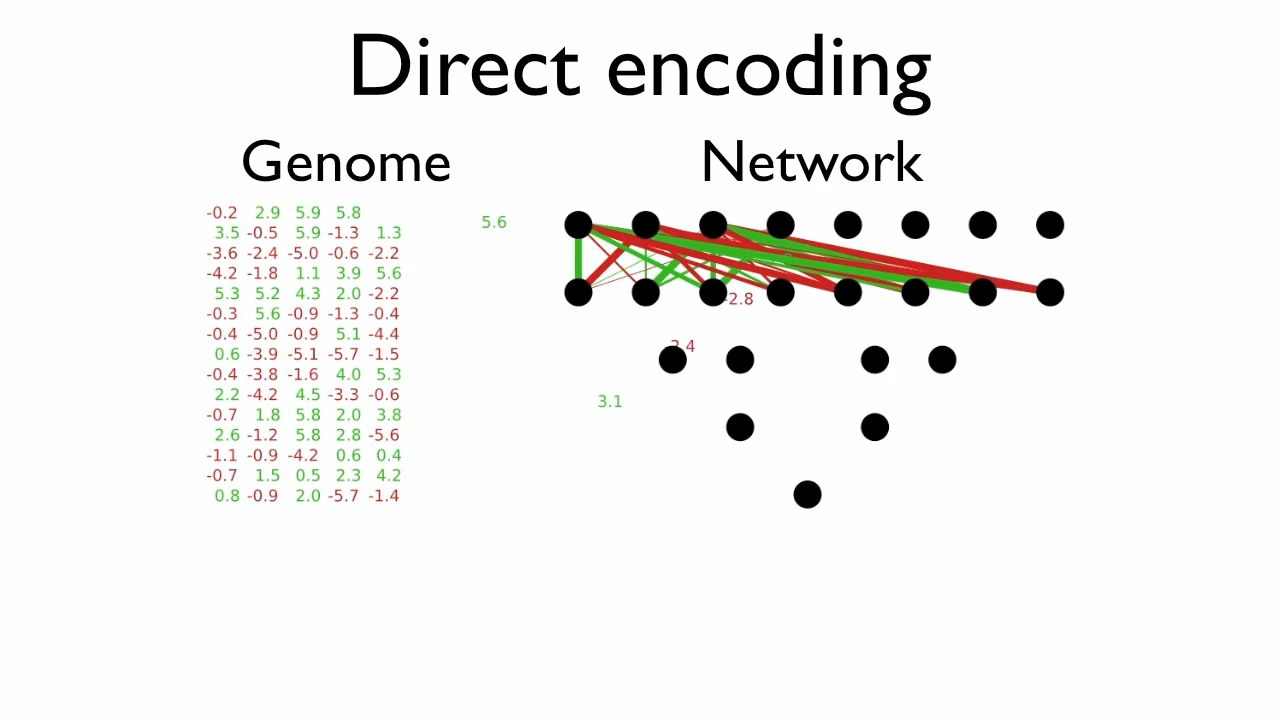 Direct encoding
Genome
Network
-0.2 2.9 5.9 5.8
5.6
3.5 -0.5 5.9 -1.3 1.3
-3.6 -2.4 -5.0 -0.6 -2.2
-4.2 -1.8 1.1 3.9 5.6
5.3 5.2 4.3 2.0 -2.2
-2.8
-0.3 5.6 -0.9 -1.3 -0.4
-0.4 -5.0 -0.9 5.1 -4.4
0.6 -3.9 -5.1 -5.7 -1.5
-0.4 -3.8 -1.6 4.0 5.3
2.2 -4.2 4.5 -3.3 -0.6
3.1
-0.7 1.8 5.8 2.0 3.8
2.6 -1.2 5.8 2.8 -5.6
-1.1 -0.9 -4.2 0.6 0.4
-0.7 1.5 0.5 2.3 4.2
0.8 -0.9 2.0 -5.7 -1.4